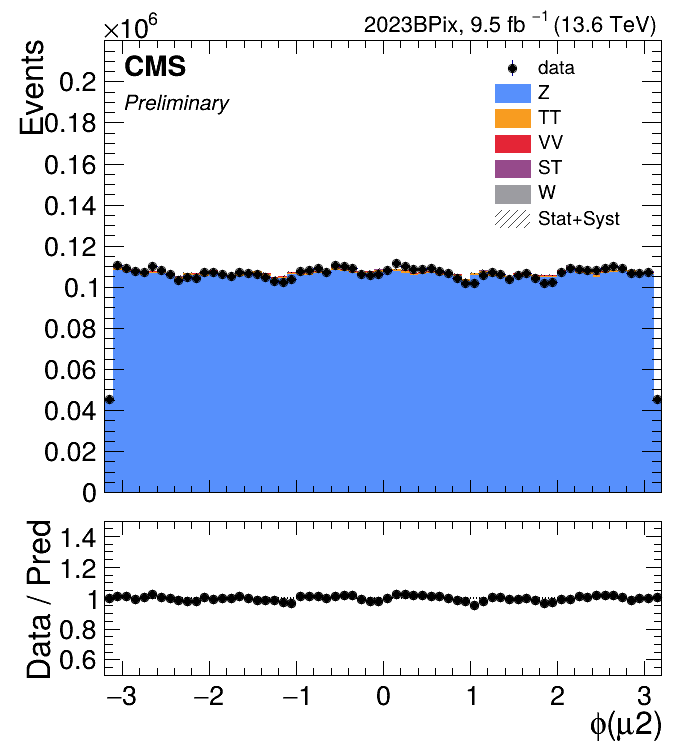 ×10⁶
2023BPix, 9.5 fb ⁻¹ (13.6 TeV)
Events
CMS
Preliminary
data
Z
TT
VV
ST
W
Stat+Syst
0.2
0.18
0.16
0.14
0.12
0.1
0.08
0.06
0.04
0.02
0
Data / Pred
1.4
1.2
1
0.8
0.6
−3 −2 −1 0 1 2 3
ϕ(μ2)